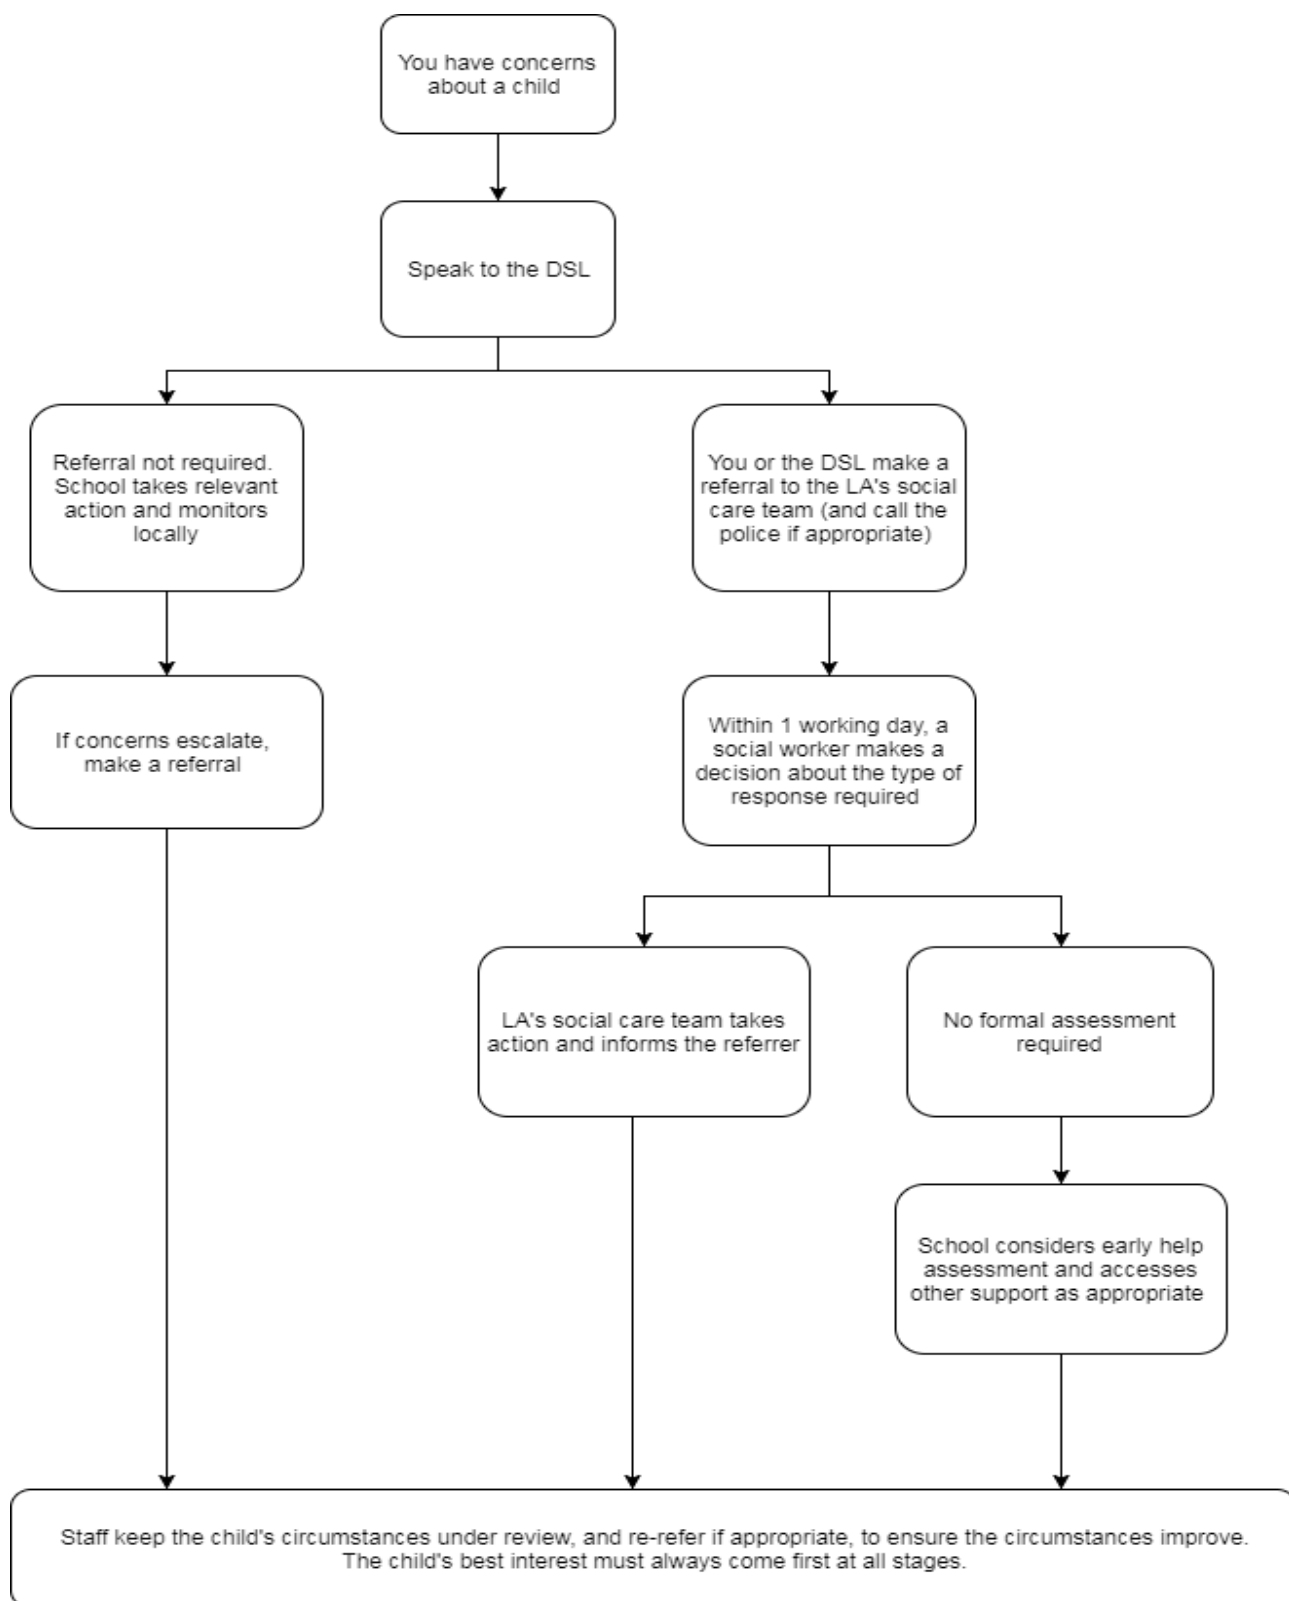 You have concerns
about a child
Speak to the DSL
Referral not required.
School takes relevant
action and monitors
locally
You or the DSL make a
referral to the LA's social
care team (and call the
police if appropriate)
If concerns escalate,
make a referral
Within 1 working day, a
social worker makes a
decision about the type of
response required
LA's social care team takes
action and informs the referrer
No formal assessment
required
School considers early help
assessment and accesses
other support as appropriate
Staff keep the child's circumstances under review, and re-refer if appropriate, to ensure the circumstances improve.
The child's best interest must always come first at all stages.